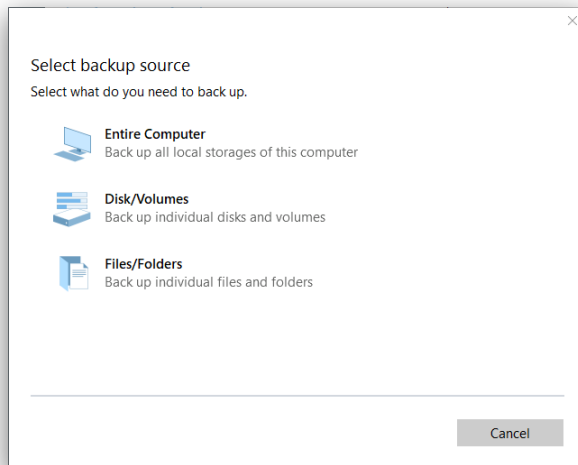 Select backup source
Select what do you need to back up.
Entire Computer
Back up all local storages of this computer
Disk/Volumes
Back up individual disks and volumes
Files/Folders
Back up individual files and folders
Cancel